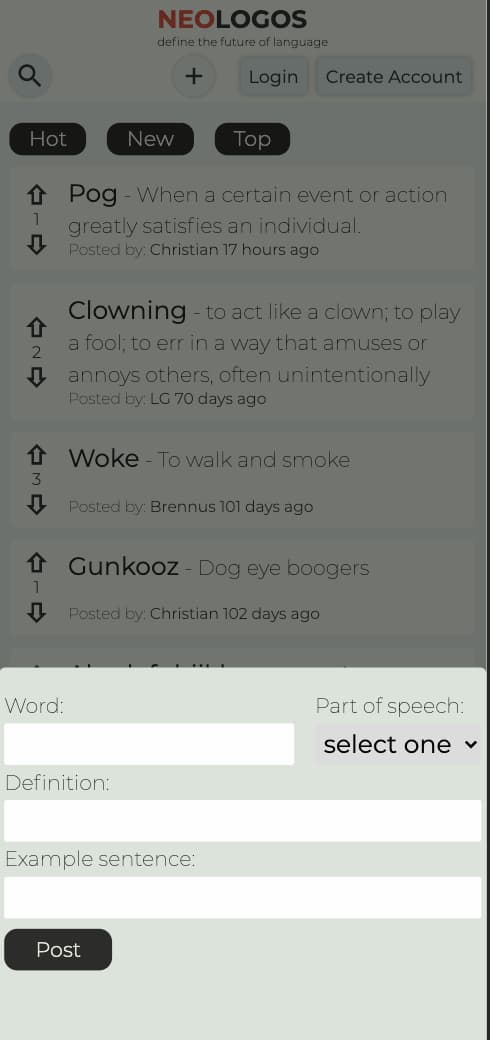 NEOLOGOS
define the future of language
+
Login
Create Account
Hot
New
Top
Pog - When a certain event or action
greatly satisfies an individual.
1
Posted by: Christian 17 hours ago
Clowning - to act like a clown; to play
a fool; to err in a way that amuses or
2
annoys others, often unintentionally
Posted by: LG 70 days ago
Woke - To walk and smoke
3
Posted by: Brennus 101 days ago
Gunkooz - Dog eye boogers
1
Posted by: Christian 102 days ago
Word:
Part of speech:
select one
Definition:
Example sentence:
Post